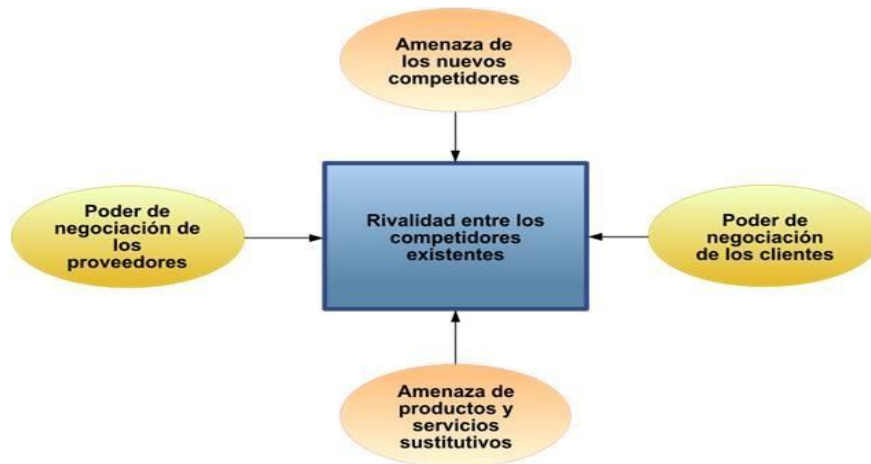 Amenaza de
los nuevos
competidores
Poder de
negociación de
los
proveedores
Rivalidad entre los
competidores
existentes
Poder de
negociación
de los clientes
Amenaza de
productos y
servicios
sustitutivos